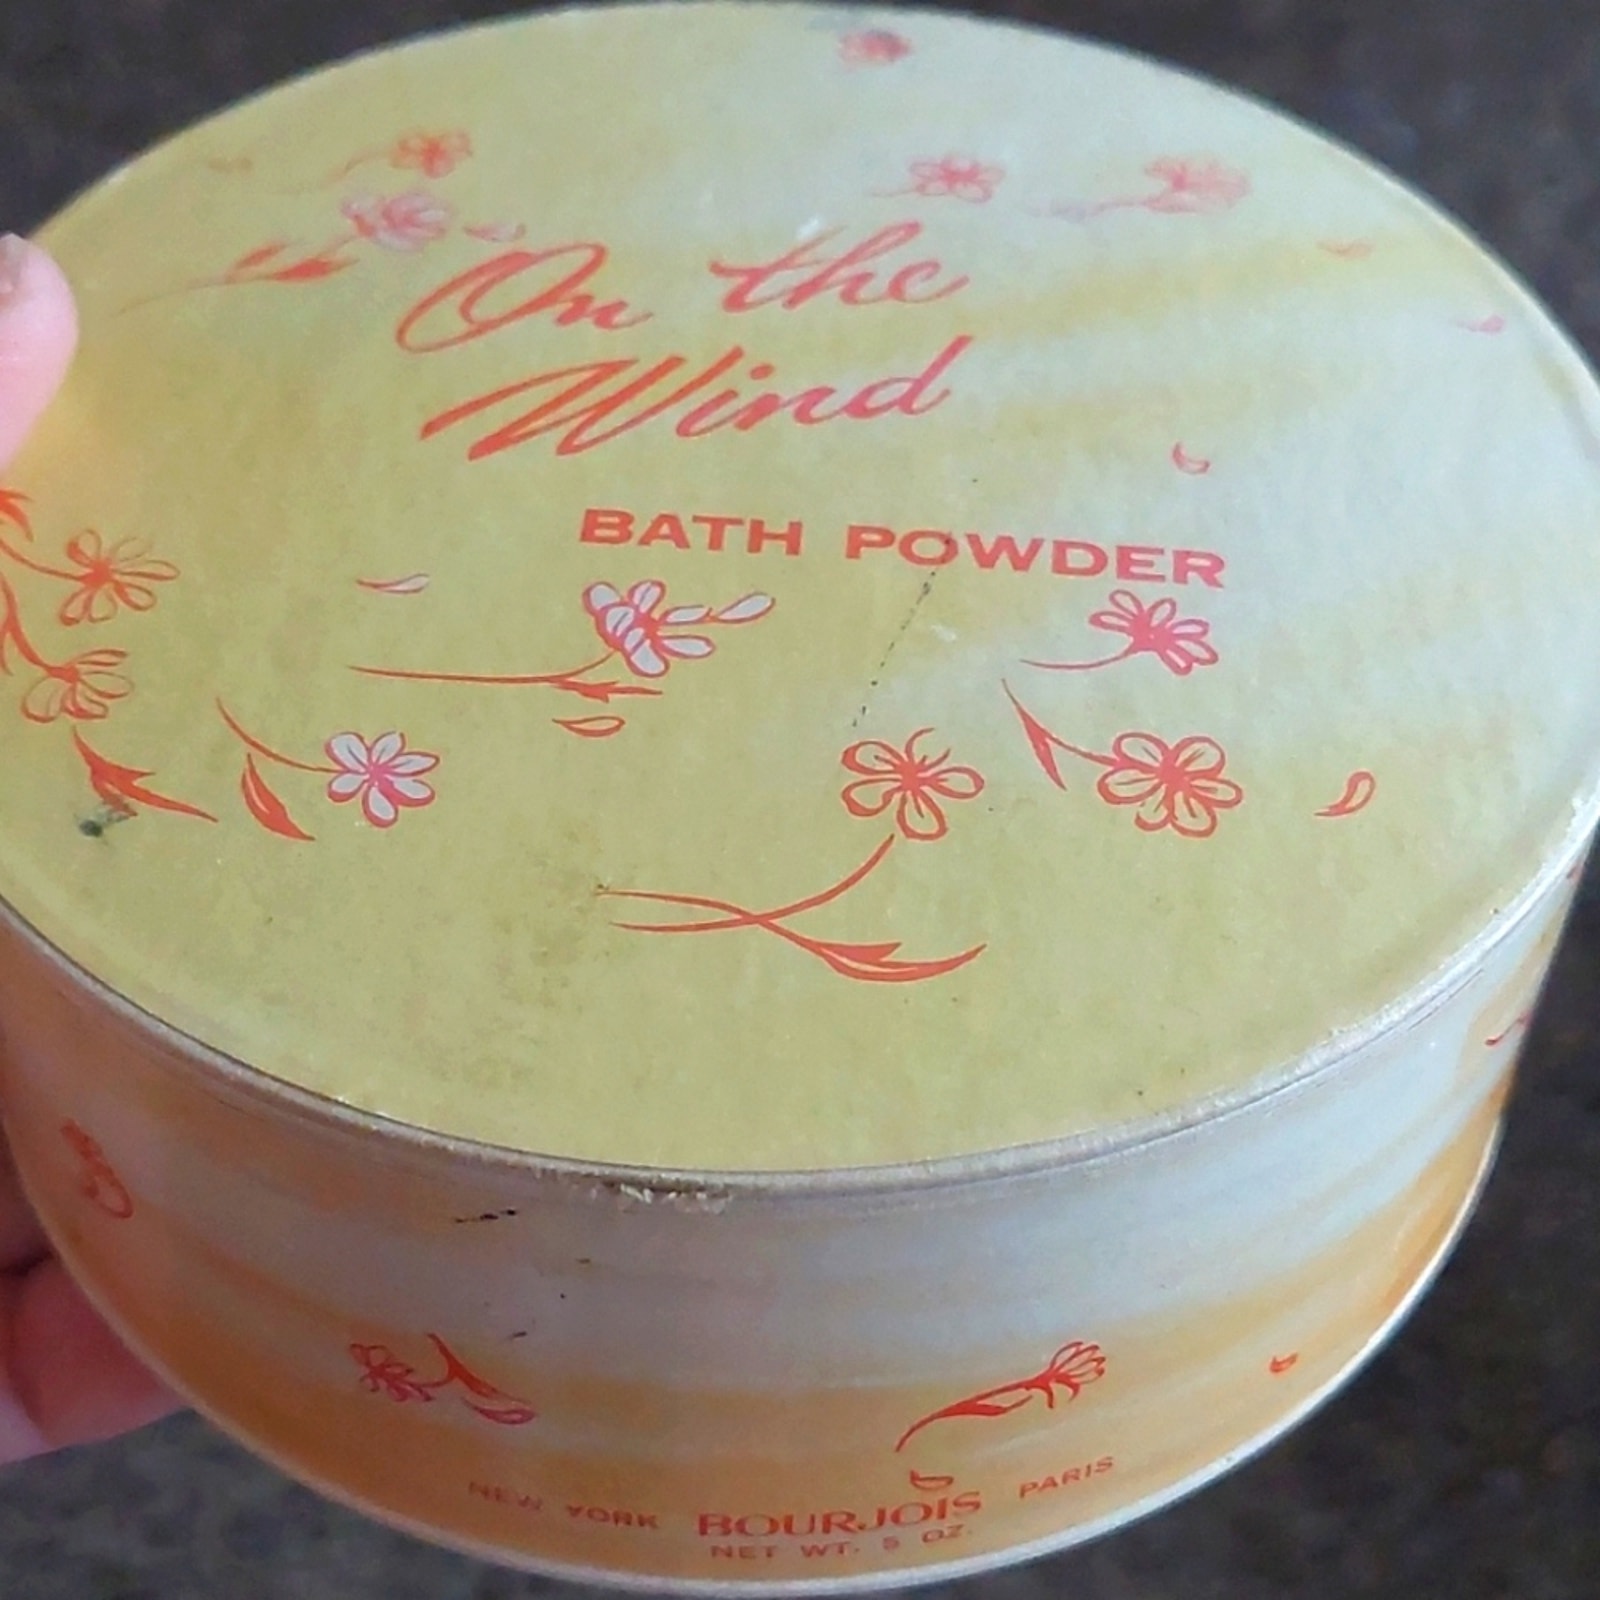 On the
Wind
BATH POWDER
NEW YORK BOURJOIS PARIS
NET WT. 5 OZ.